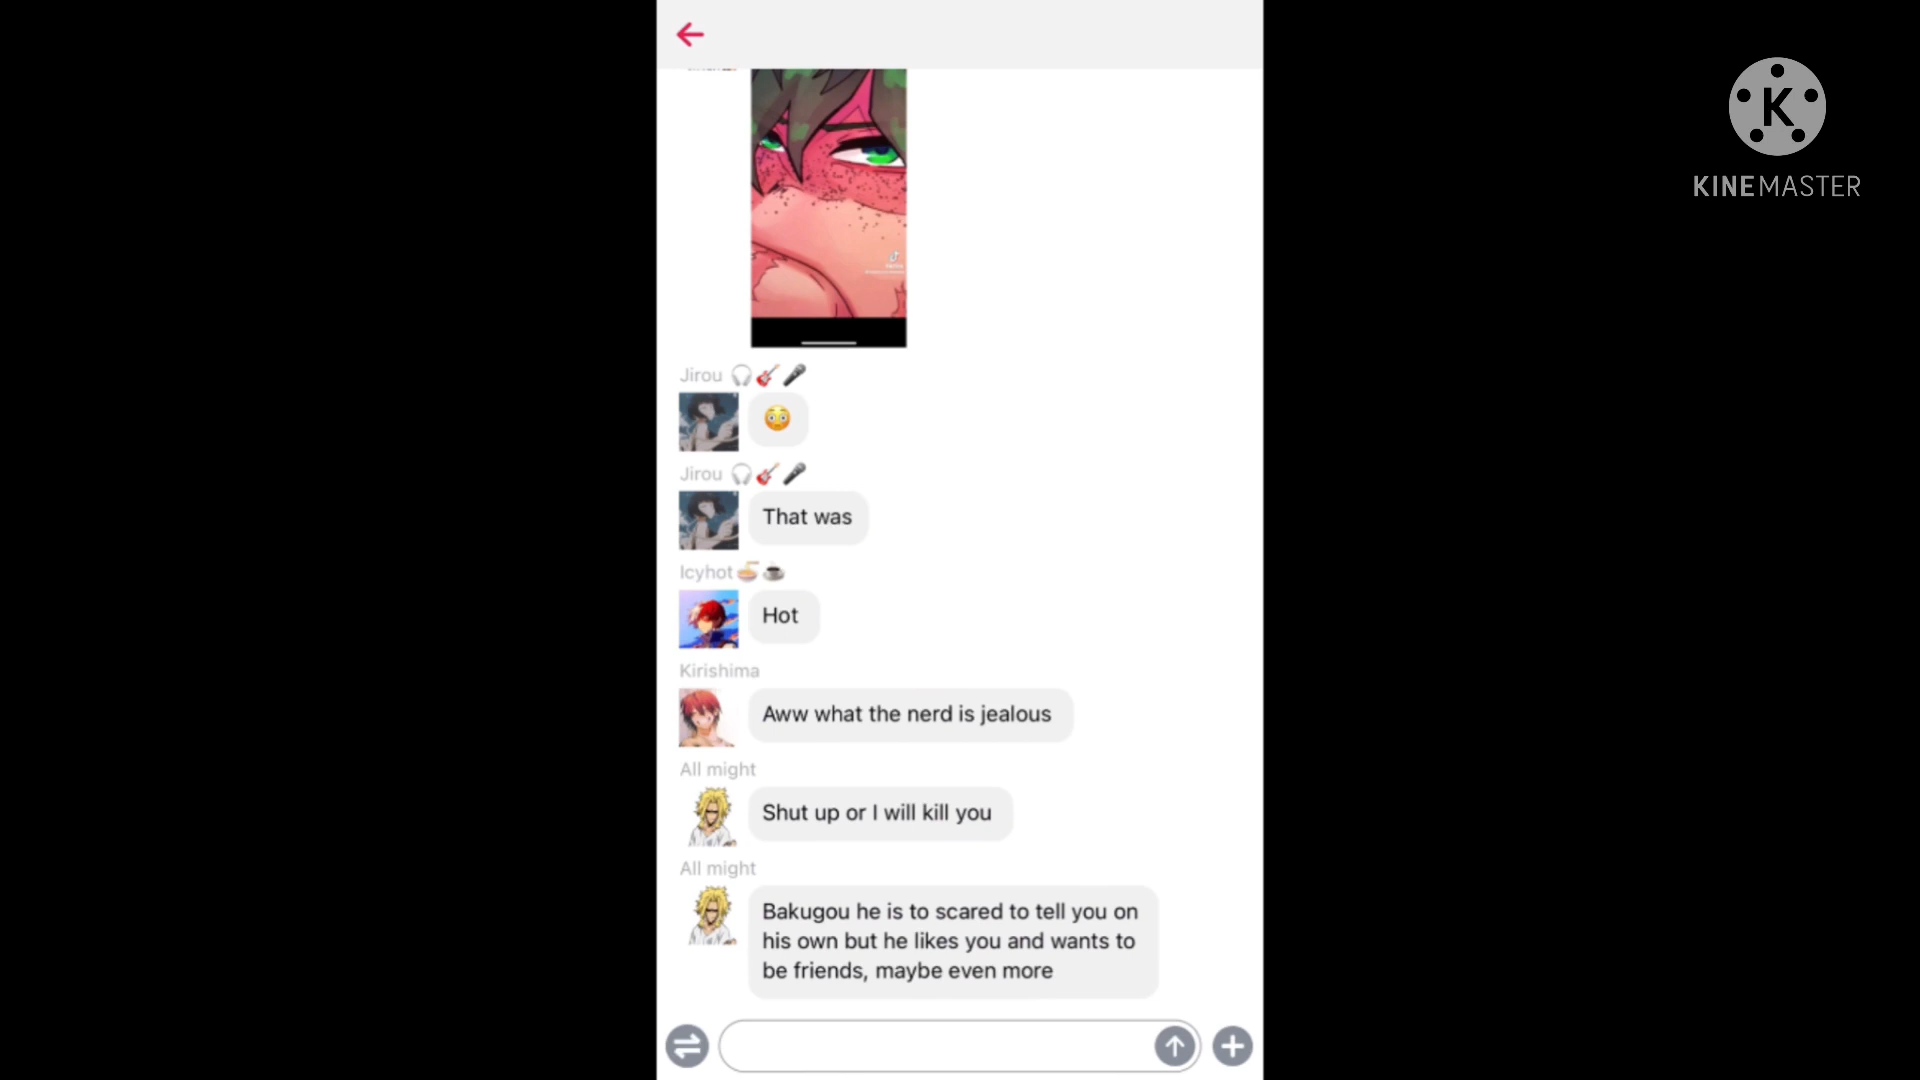 KINEMASTER
Jirou 🎧🎸🎤
😳
Jirou 🎧🎸🎤
That was
Icyhot🍜☕
Hot
Kirishima
Aww what the nerd is jealous
All might
Shut up or I will kill you
All might
Bakugou he is to scared to tell you on
his own but he likes you and wants to
be friends, maybe even more